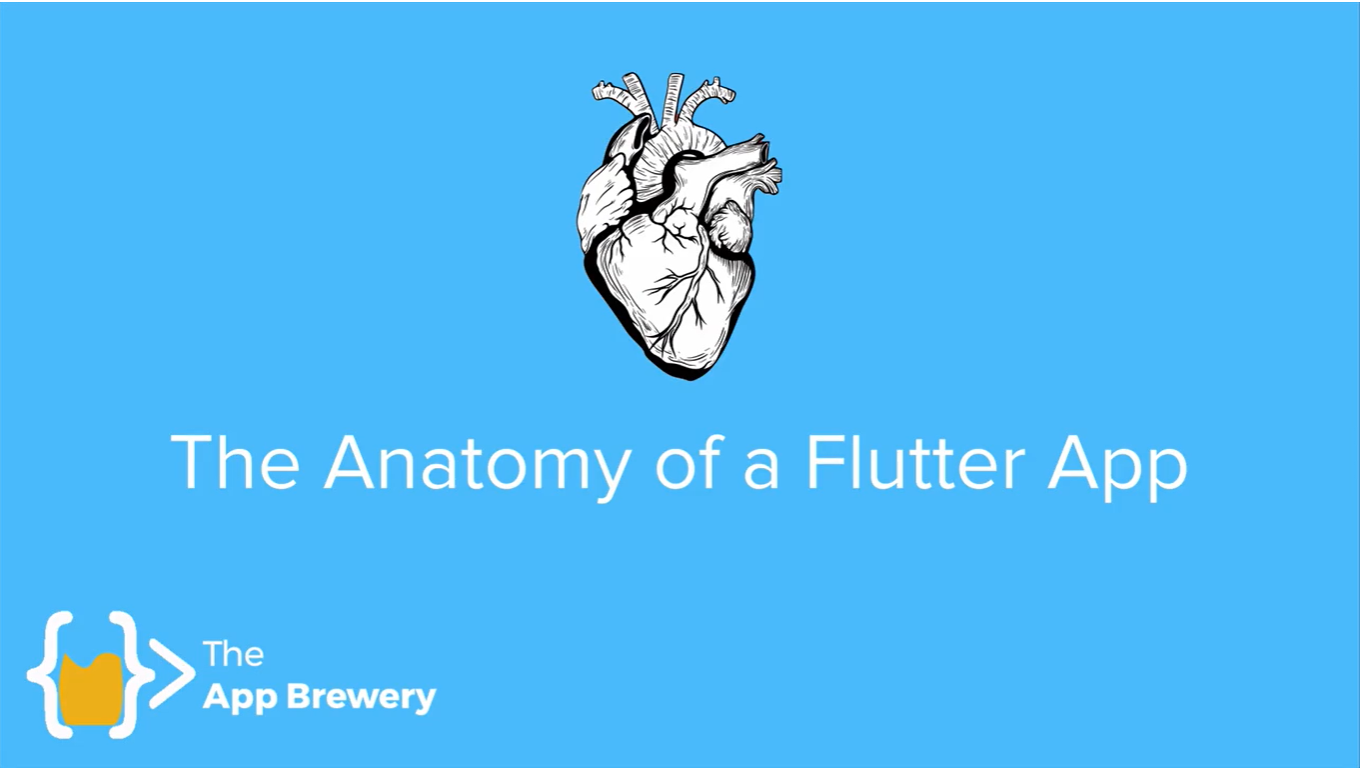 The Anatomy of a Flutter App
The
App Brewery